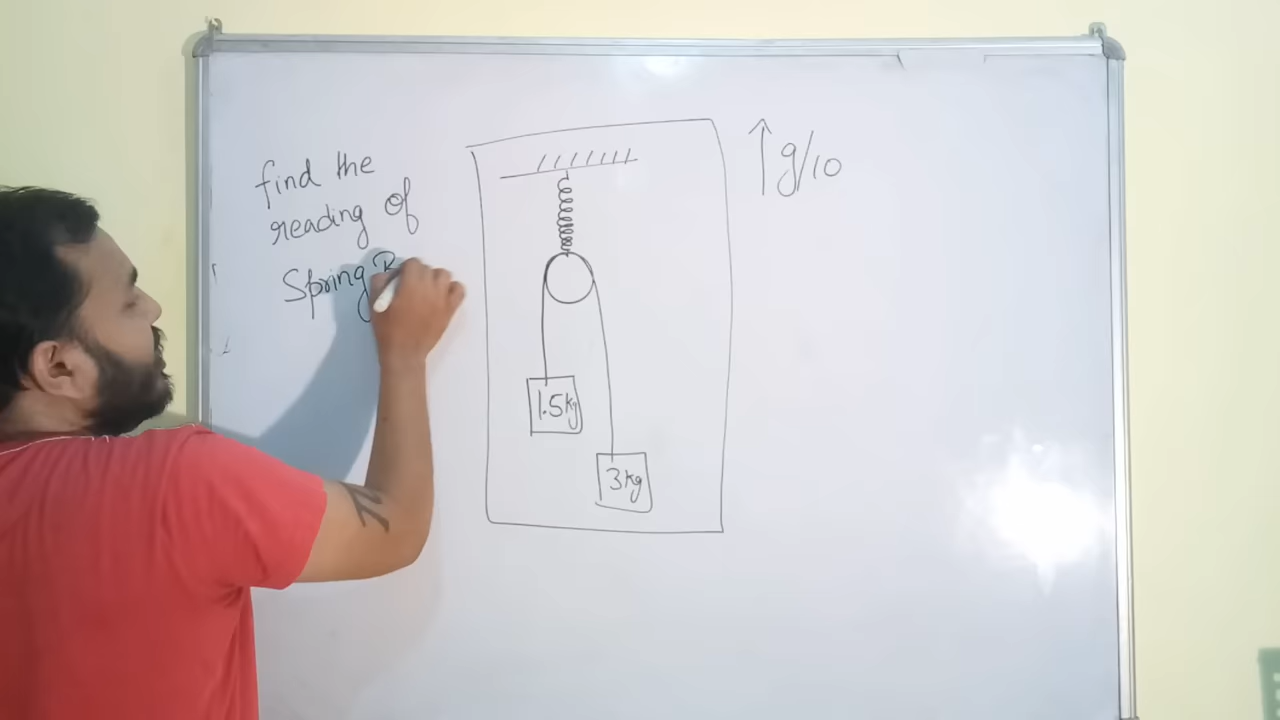 find the
reading of
Spring
↑ g/10
1.5kg
3kg